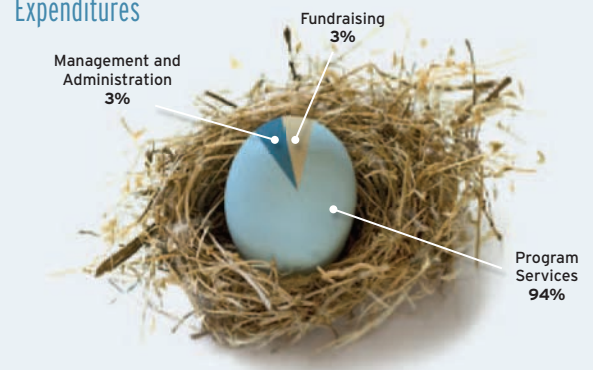 Expenditures
Fundraising
3%
Management and
Administration
3%
Program
Services
94%